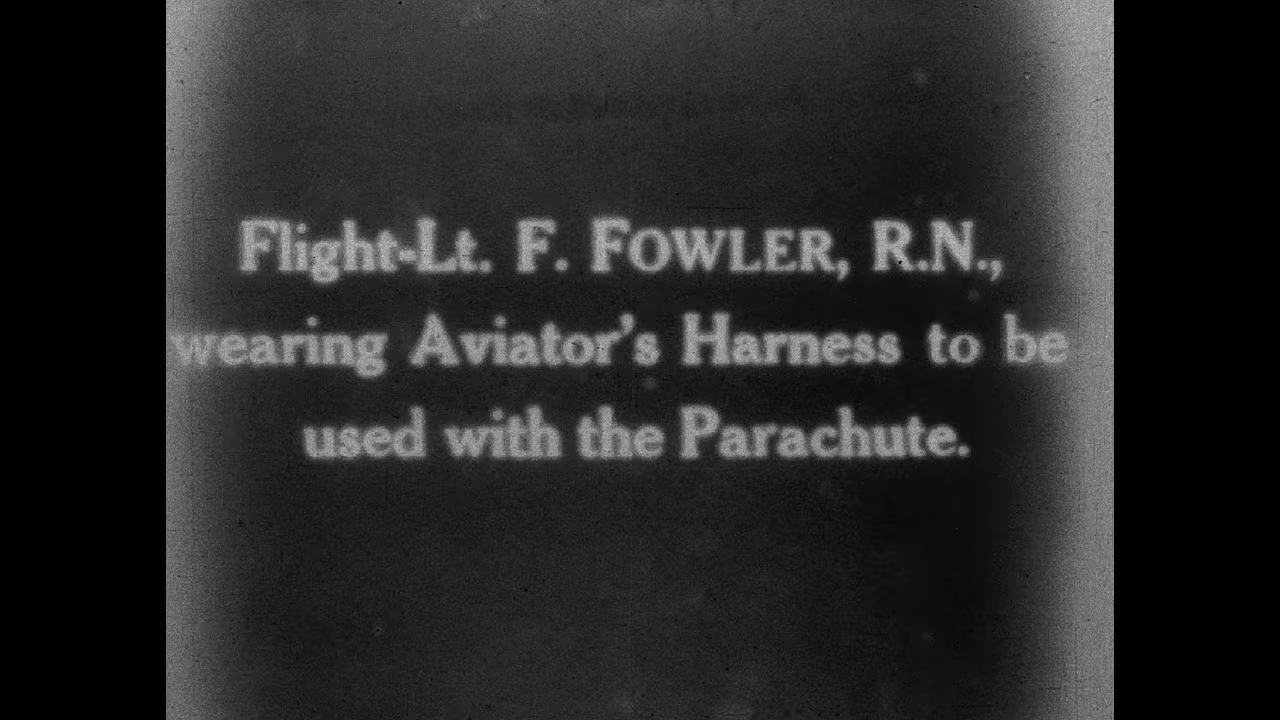 Flight-Lt. F. FOWLER, R.N.,
wearing Aviator's Harness to be
used with the Parachute.